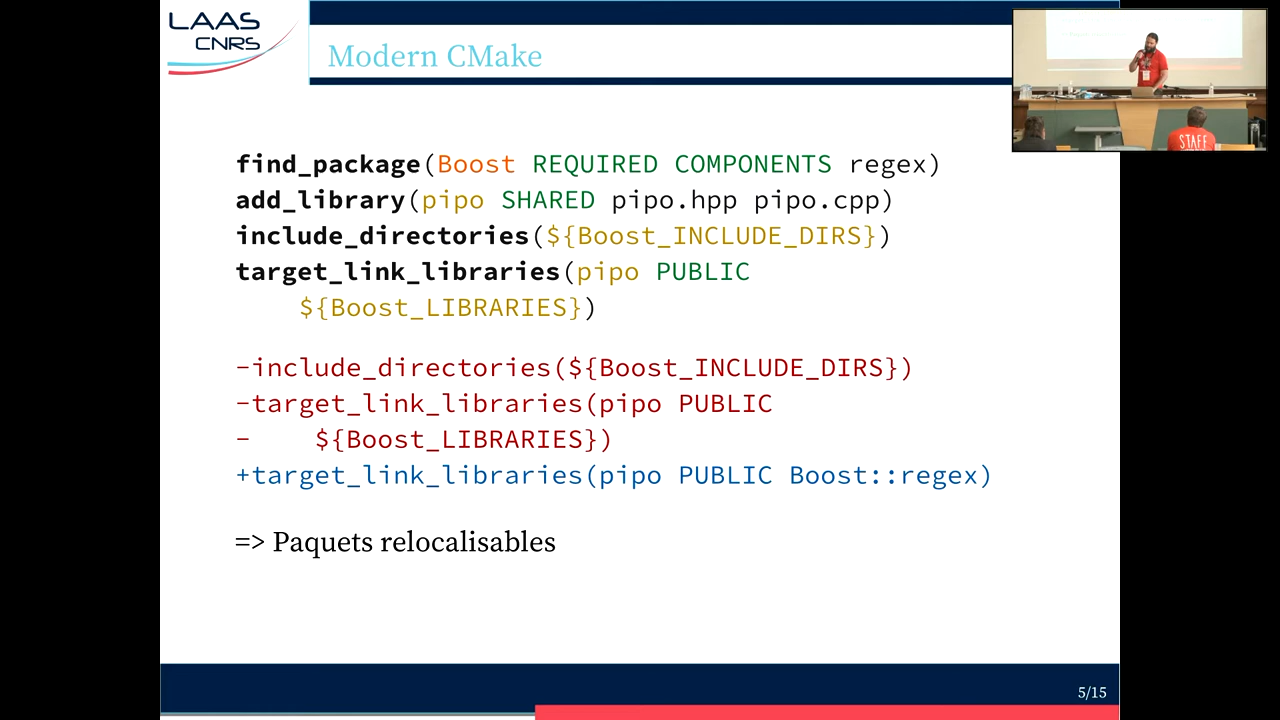 LAAS
CNRS
Modern CMake
find_package(Boost REQUIRED COMPONENTS regex)
add_library(pipo SHARED pipo.hpp pipo.cpp)
include_directories(${Boost_INCLUDE_DIRS})
target_link_libraries(pipo PUBLIC
    ${Boost_LIBRARIES})
-include_directories(${Boost_INCLUDE_DIRS})
-target_link_libraries(pipo PUBLIC
-    ${Boost_LIBRARIES})
+target_link_libraries(pipo PUBLIC Boost::regex)
=> Paquets relocalisables
5/15
STAFF